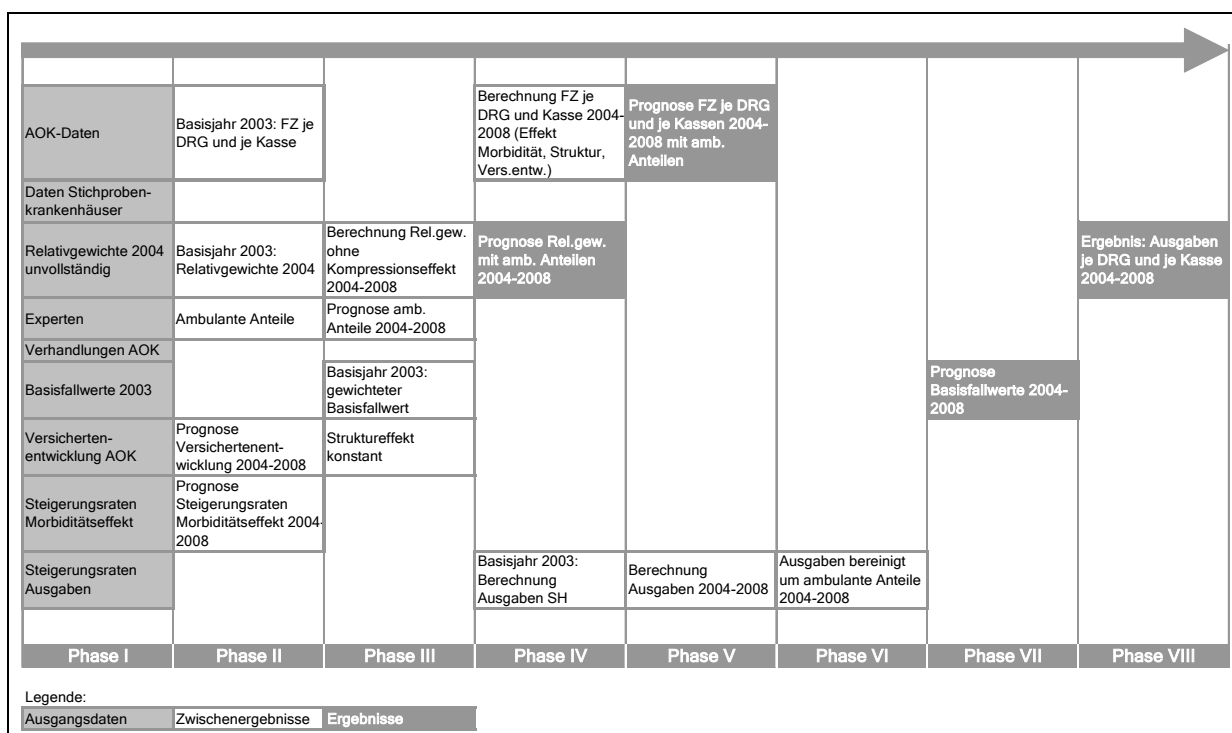 AOK-Daten
Basisjahr 2003: FZ je
DRG und je Kasse
Berechnung FZ je
DRG und Kasse 2004-
2008 (Effekt
Morbidität, Struktur,
Vers.entw.)
Prognose FZ je DRG
und je Kassen 2004-
2008 mit amb.
Anteilen
Daten Stichproben-
krankenhäuser
Relativgewichte 2004
unvollständig
Basisjahr 2003:
Relativgewichte 2004
Berechnung Rel.gew.
ohne
Kompressionseffekt
2004-2008
Prognose Rel.gew.
mit amb. Anteilen
2004-2008
Ergebnis: Ausgaben
je DRG und je Kasse
2004-2008
Experten
Ambulante Anteile
Prognose amb.
Anteile 2004-2008
Verhandlungen AOK
Basisfallwerte 2003
Basisjahr 2003:
gewichteter
Basisfallwert
Prognose
Basisfallwerte 2004-
2008
Versicherten-
entwicklung AOK
Prognose
Versichertenent-
wicklung 2004-2008
Struktureffekt
konstant
Steigerungsraten
Morbiditätseffekt
Prognose
Steigerungsraten
Morbiditätseffekt 2004-
2008
Steigerungsraten
Ausgaben
Basisjahr 2003:
Berechnung
Ausgaben SH
Berechnung
Ausgaben 2004-2008
Ausgaben bereinigt
um ambulante Anteile
2004-2008
Phase I
Phase II
Phase III
Phase IV
Phase V
Phase VI
Phase VII
Phase VIII
Legende:
Ausgangsdaten
Zwischenergebnisse
Ergebnisse